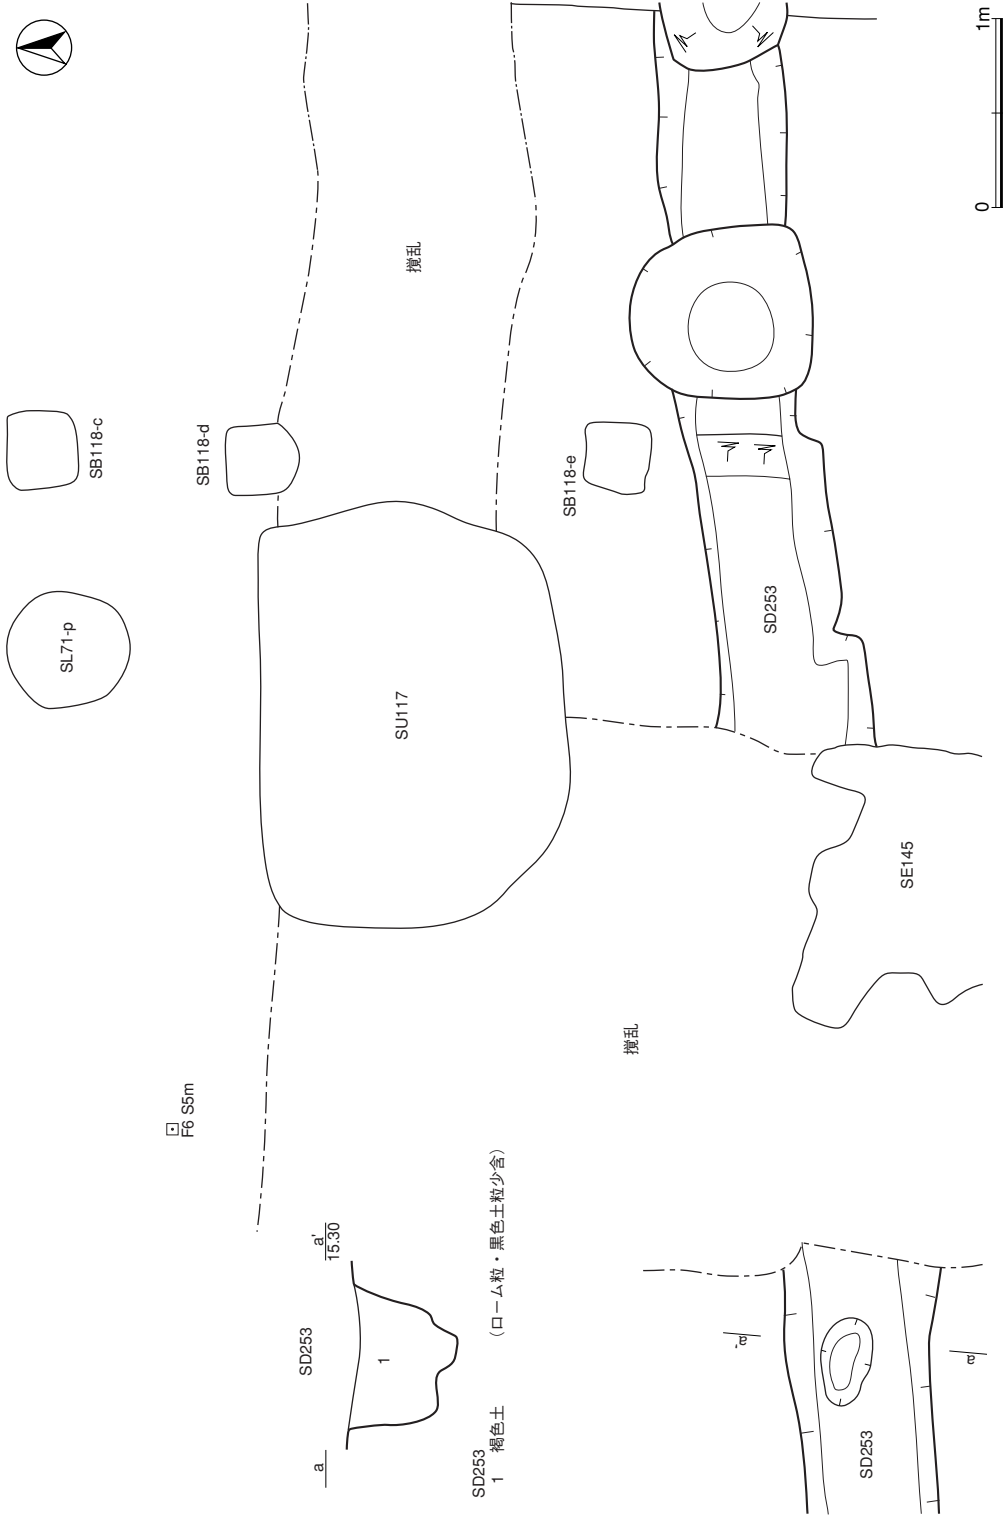 SB118-c
SB118-d
SB118-e
SL71-p
SU117
SD253
SE145
攪乱
攪乱
F6 S5m
0 1m
SD253
a
a'
15.30
1
SD253
1 褐色土 (ローム粒・黒色土粒少含)
SD253
a'
a